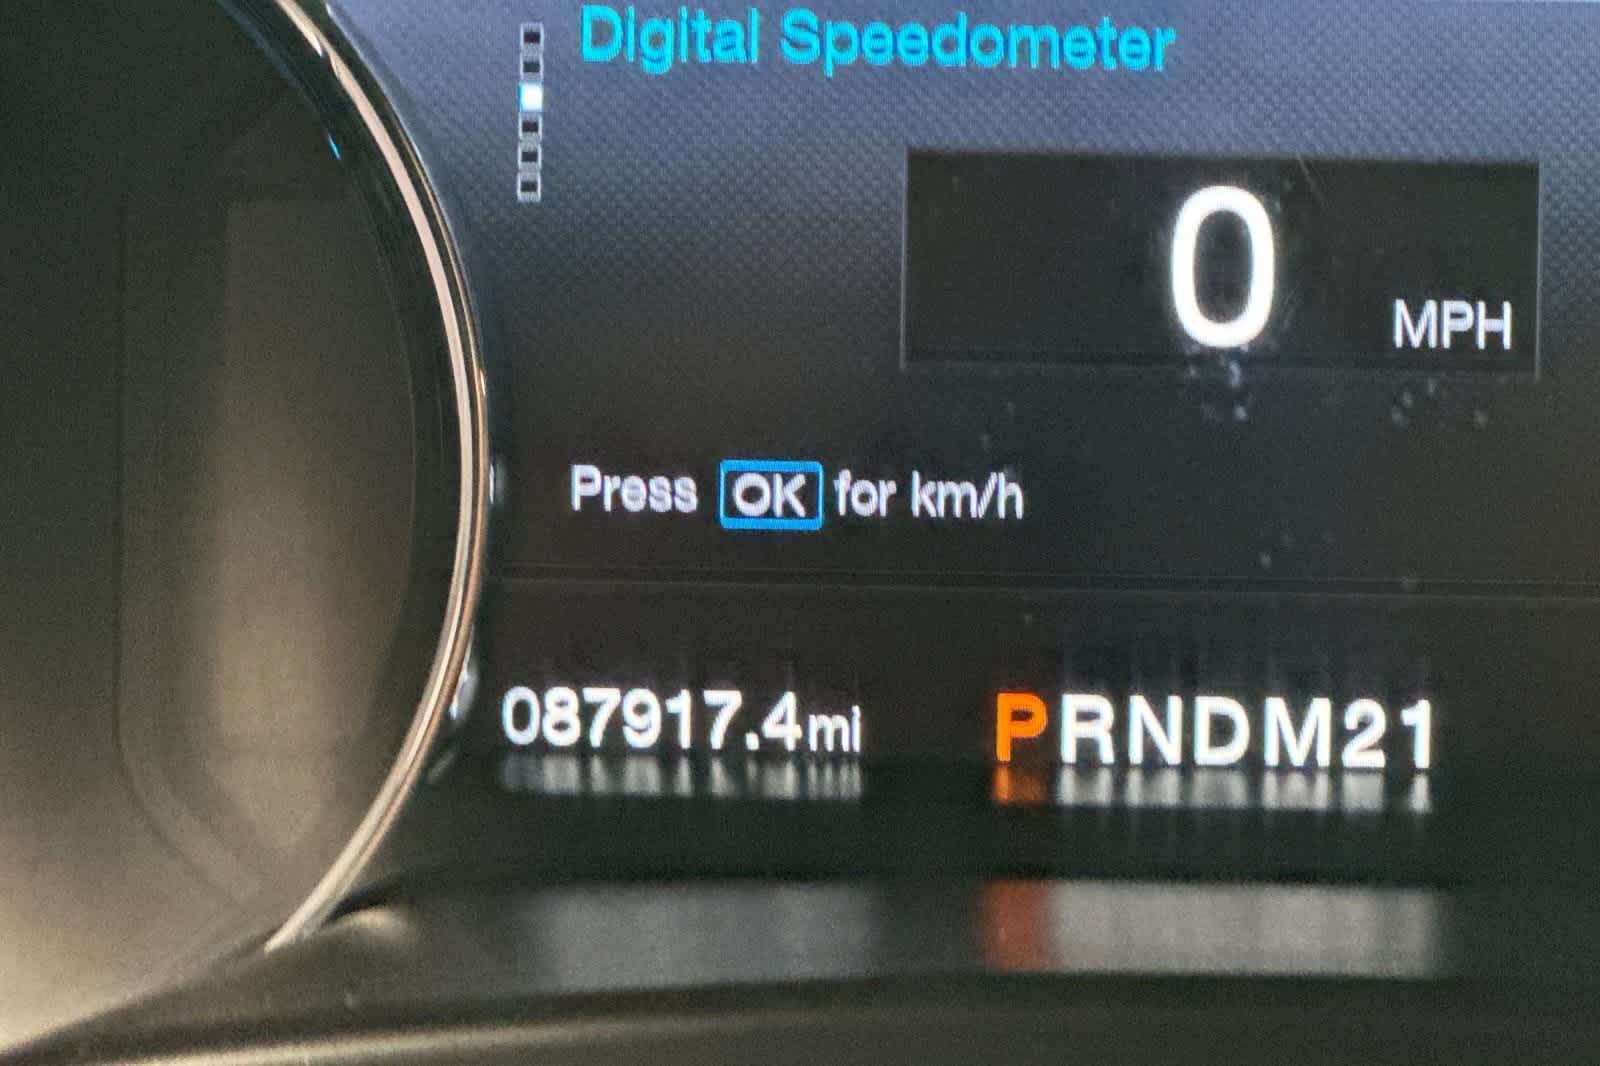 Digital Speedometer
0 MPH
Press OK for km/h
087917.4mi
PRNDM21